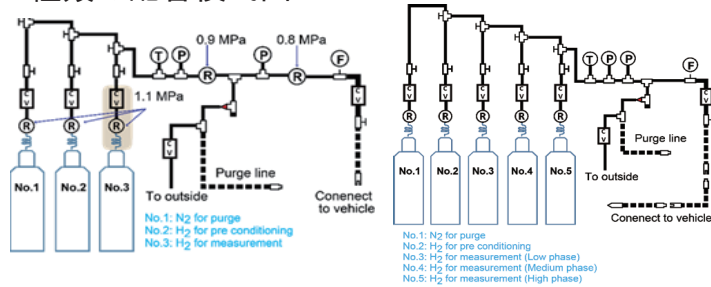 0.9 MPa
0.8 MPa
T
P
R
P
R
F
1.1 MPa
C V
C V
C V
R
R
R
C V
C V
No.1
No.2
No.3
Purge line
To outside
Conenect
to vehicle
No.1: N2 for purge
No.2: H2 for pre conditioning
No.3: H2 for measurement
T
P
P
F
C V
C V
C V
C V
C V
R
R
R
R
R
C V
C V
No.1
No.2
No.3
No.4
No.5
Purge line
To outside
Conenect to vehicle
No.1: N2 for purge
No.2: H2 for pre conditioning
No.3: H2 for measurement (Low phase)
No.4: H2 for measurement (Medium phase)
No.5: H2 for measurement (High phase)